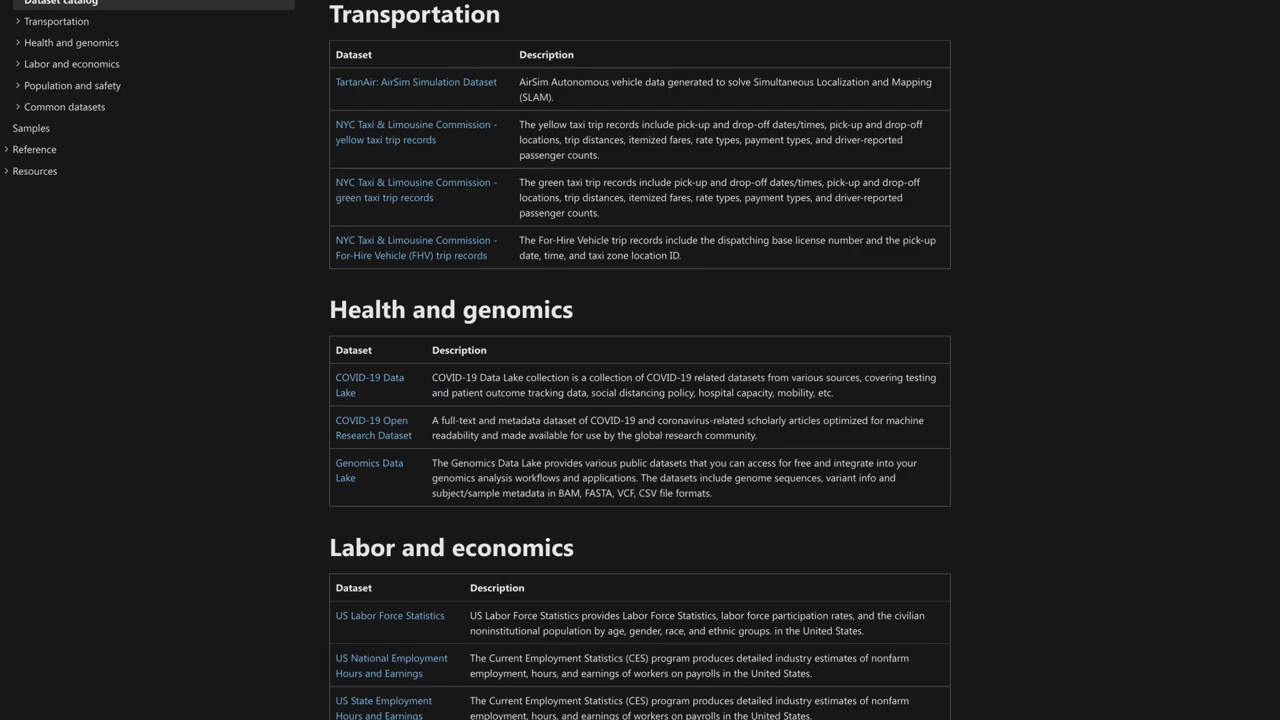 Dataset catalog
Transportation
Health and genomics
Labor and economics
Population and safety
Common datasets
Samples
Reference
Resources
Transportation
Dataset Description
TartanAir: AirSim Simulation Dataset AirSim Autonomous vehicle data generated to solve Simultaneous Localization and Mapping
(SLAM).
NYC Taxi & Limousine Commission - The yellow taxi trip records include pick-up and drop-off dates/times, pick-up and drop-off
yellow taxi trip records locations, trip distances, itemized fares, rate types, payment types, and driver-reported
passenger counts.
NYC Taxi & Limousine Commission - The green taxi trip records include pick-up and drop-off dates/times, pick-up and drop-off
green taxi trip records locations, trip distances, itemized fares, rate types, payment types, and driver-reported
passenger counts.
NYC Taxi & Limousine Commission - The For-Hire Vehicle trip records include the dispatching base license number and the pick-up
For-Hire Vehicle (FHV) trip records date, time, and taxi zone location ID.
Health and genomics
Dataset Description
COVID-19 Data COVID-19 Data Lake collection is a collection of COVID-19 related datasets from various sources, covering testing
Lake and patient outcome tracking data, social distancing policy, hospital capacity, mobility, etc.
COVID-19 Open A full-text and metadata dataset of COVID-19 and coronavirus-related scholarly articles optimized for machine
Research Dataset readability and made available for use by the global research community.
Genomics Data The Genomics Data Lake provides various public datasets that you can access for free and integrate into your
Lake genomics analysis workflows and applications. The datasets include genome sequences, variant info and
subject/sample metadata in BAM, FASTA, VCF, CSV file formats.
Labor and economics
Dataset Description
US Labor Force Statistics US Labor Force Statistics provides Labor Force Statistics, labor force participation rates, and the civilian
noninstitutional population by age, gender, race, and ethnic groups. in the United States.
US National Employment The Current Employment Statistics (CES) program produces detailed industry estimates of nonfarm
Hours and Earnings employment, hours, and earnings of workers on payrolls in the United States.
US State Employment The Current Employment Statistics (CES) program produces detailed industry estimates of nonfarm
Hours and Earnings employment, hours, and earnings of workers on payrolls in the United States.